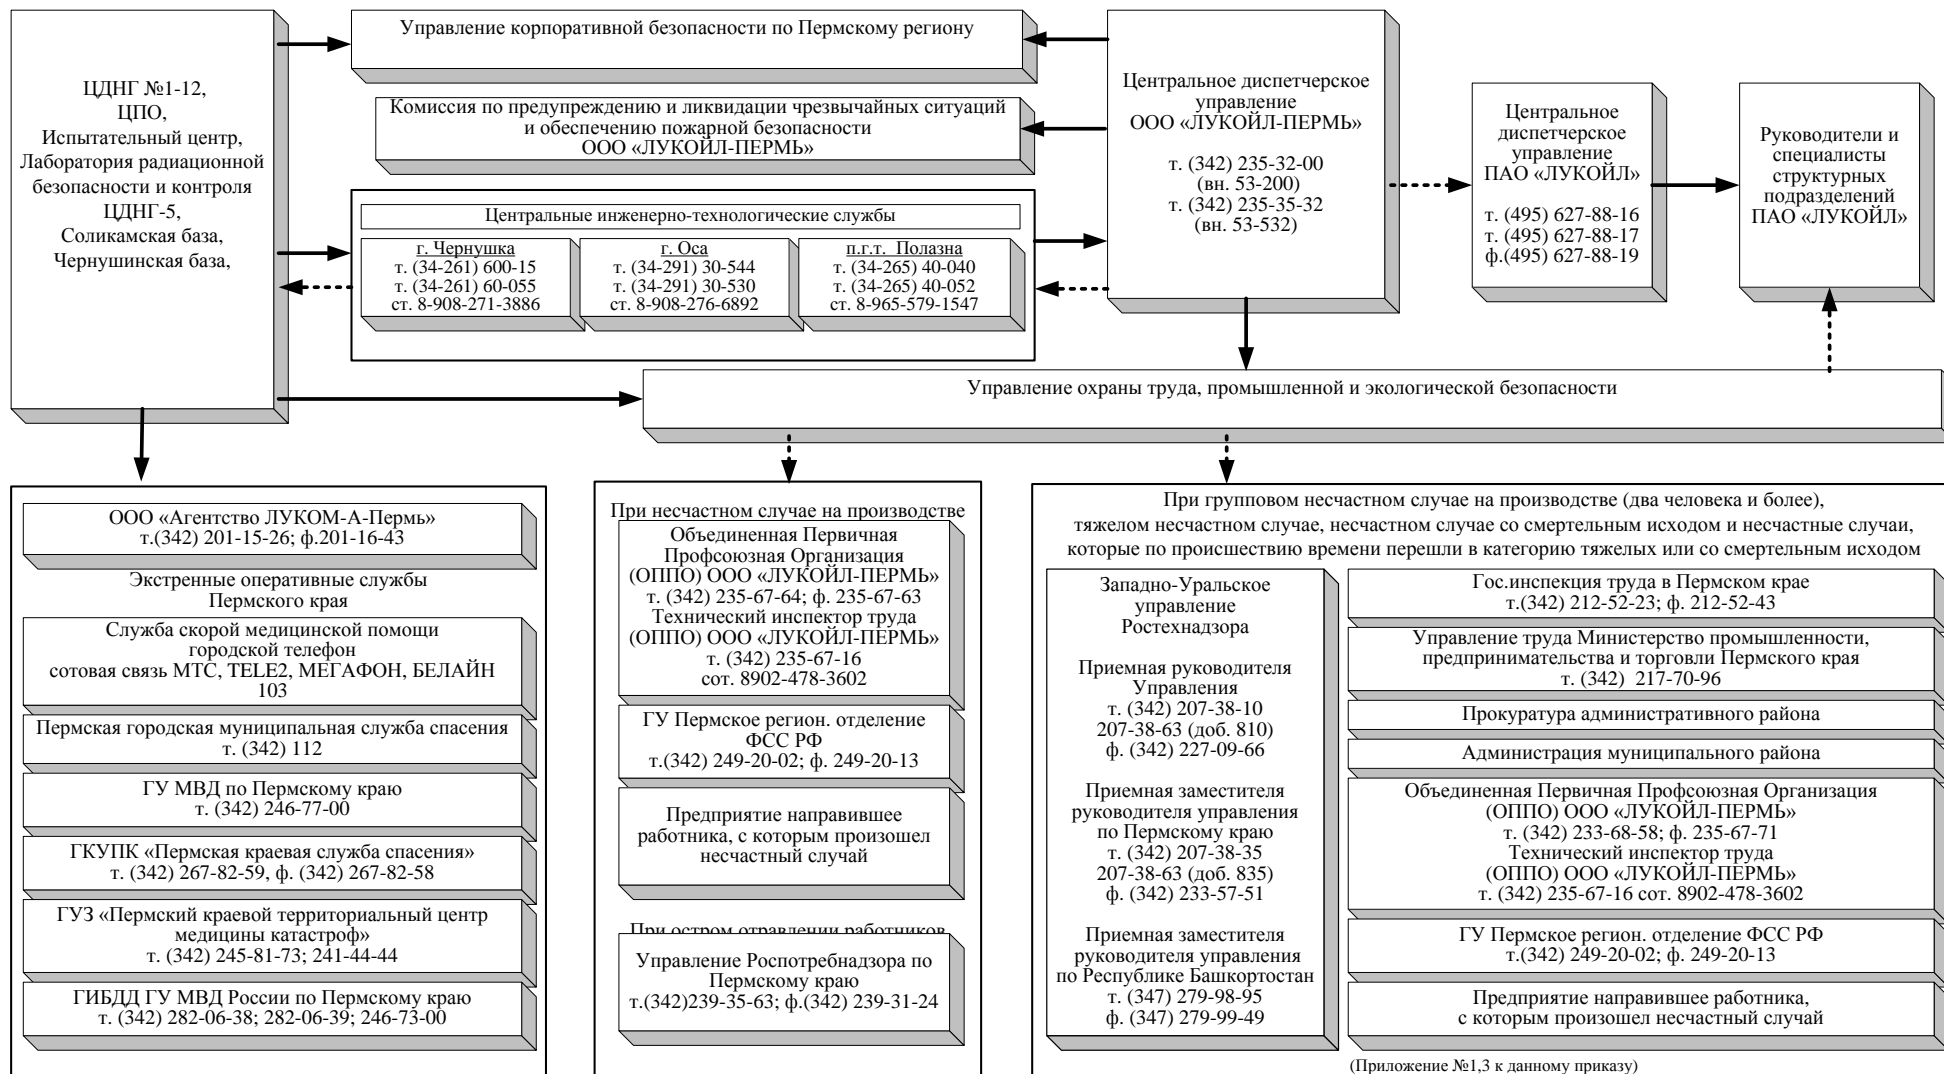 ЦДНГ №1-12,
ЦПО,
Испытательный центр,
Лаборатория радиационной
безопасности и контроля
ЦДНГ-5,
Соликамская база,
Чернушинская база,
Управление корпоративной безопасности по Пермскому региону
Комиссия по предупреждению и ликвидации чрезвычайных ситуаций
и обеспечению пожарной безопасности
ООО «ЛУКОЙЛ-ПЕРМЬ»
Центральные инженерно-технологические службы
г. Чернушка
т. (34-261) 600-15
т. (34-261) 60-055
ст. 8-908-271-3886
г. Оса
т. (34-291) 30-544
т. (34-291) 30-530
ст. 8-908-276-6892
п.г.т. Полазна
т. (34-265) 40-040
т. (34-265) 40-052
ст. 8-965-579-1547
Центральное диспетчерское
управление
ООО «ЛУКОЙЛ-ПЕРМЬ»
т. (342) 235-32-00
(вн. 53-200)
т. (342) 235-35-32
(вн. 53-532)
Центральное
диспетчерское
управление
ПАО «ЛУКОЙЛ»
т. (495) 627-88-16
т. (495) 627-88-17
ф.(495) 627-88-19
Руководители и
специалисты
структурных
подразделений
ПАО «ЛУКОЙЛ»
Управление охраны труда, промышленной и экологической безопасности
ООО «Агентство ЛУКОМ-А-Пермь»
т.(342) 201-15-26; ф.201-16-43
Экстренные оперативные службы
Пермского края
Служба скорой медицинской помощи
городской телефон
сотовая связь МТС, TELE2, МЕГАФОН, БЕЛАЙН
103
Пермская городская муниципальная служба спасения
т. (342) 112
ГУ МВД по Пермскому краю
т. (342) 246-77-00
ГКУПК «Пермская краевая служба спасения»
т. (342) 267-82-59, ф. (342) 267-82-58
ГУЗ «Пермский краевой территориальный центр
медицины катастроф»
т. (342) 245-81-73; 241-44-44
ГИБДД ГУ МВД России по Пермскому краю
т. (342) 282-06-38; 282-06-39; 246-73-00
При несчастном случае на производстве
Объединенная Первичная
Профсоюзная Организация
(ОППО) ООО «ЛУКОЙЛ-ПЕРМЬ»
т. (342) 235-67-64; ф. 235-67-63
Технический инспектор труда
(ОППО) ООО «ЛУКОЙЛ-ПЕРМЬ»
т. (342) 235-67-16
сот. 8902-478-3602
ГУ Пермское регион. отделение
ФСС РФ
т.(342) 249-20-02; ф. 249-20-13
Предприятие направившее
работника, с которым произошел
несчастный случай
При остром отравлении работников
Управление Роспотребнадзора по
Пермскому краю
т.(342)239-35-63; ф.(342) 239-31-24
При групповом несчастном случае на производстве (два человека и более),
тяжелом несчастном случае, несчастном случае со смертельным исходом и несчастные случаи,
которые по происшествию времени перешли в категорию тяжелых или со смертельным исходом
Западно-Уральское
управление
Ростехнадзора
Приемная руководителя
Управления
т. (342) 207-38-10
207-38-63 (доб. 810)
ф. (342) 227-09-66
Приемная заместителя
руководителя управления
по Пермскому краю
т. (342) 207-38-35
207-38-63 (доб. 835)
ф. (342) 233-57-51
Приемная заместителя
руководителя управления
по Республике Башкортостан
т. (347) 279-98-95
ф. (347) 279-99-49
Гос.инспекция труда в Пермском крае
т.(342) 212-52-23; ф. 212-52-43
Управление труда Министерство промышленности,
предпринимательства и торговли Пермского края
т. (342) 217-70-96
Прокуратура административного района
Администрация муниципального района
Объединенная Первичная Профсоюзная Организация
(ОППО) ООО «ЛУКОЙЛ-ПЕРМЬ»
т. (342) 233-68-58; ф. 235-67-71
Технический инспектор труда
(ОППО) ООО «ЛУКОЙЛ-ПЕРМЬ»
т. (342) 235-67-16 сот. 8902-478-3602
ГУ Пермское регион. отделение ФСС РФ
т.(342) 249-20-02; ф. 249-20-13
Предприятие направившее работника,
с которым произошел несчастный случай
(Приложение №1,3 к данному приказу)